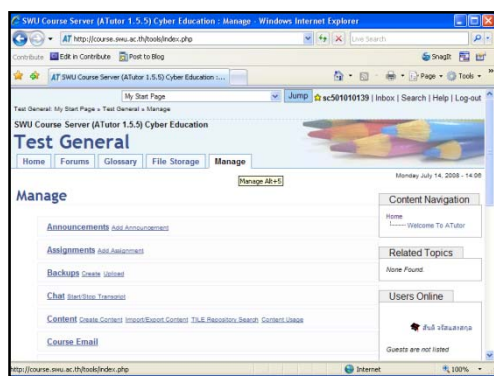 SWU Course Server (ATutor 1.5.5) Cyber Education : Manage - Windows Internet Explorer
AT http://course.swu.ac.th/tools/index.php
Live Search
Contribute Edit in Contribute Post to Blog
SnagIt
AT SWU Course Server (ATutor 1.5.5) Cyber Education :...
Page Tools
My Start Page Jump sc501010139 | Inbox | Search | Help | Log-out
Test General: My Start Page » Test General » Manage
SWU Course Server (ATutor 1.5.5) Cyber Education
Test General
Home Forums Glossary File Storage Manage
Manage Alt+5
Monday July 14, 2008 - 14:08
Manage
Content Navigation
Home
Welcome To ATutor
Announcements Add Announcement
Assignments Add Assignment
Related Topics
None Found.
Backups Create Upload
Chat Start/Stop Transcript
Users Online
Content Create Content Import/Export Content TILE Repository Search Content Usage
Course Email
Guests are not listed
http://course.swu.ac.th/tools/index.php Internet 100%